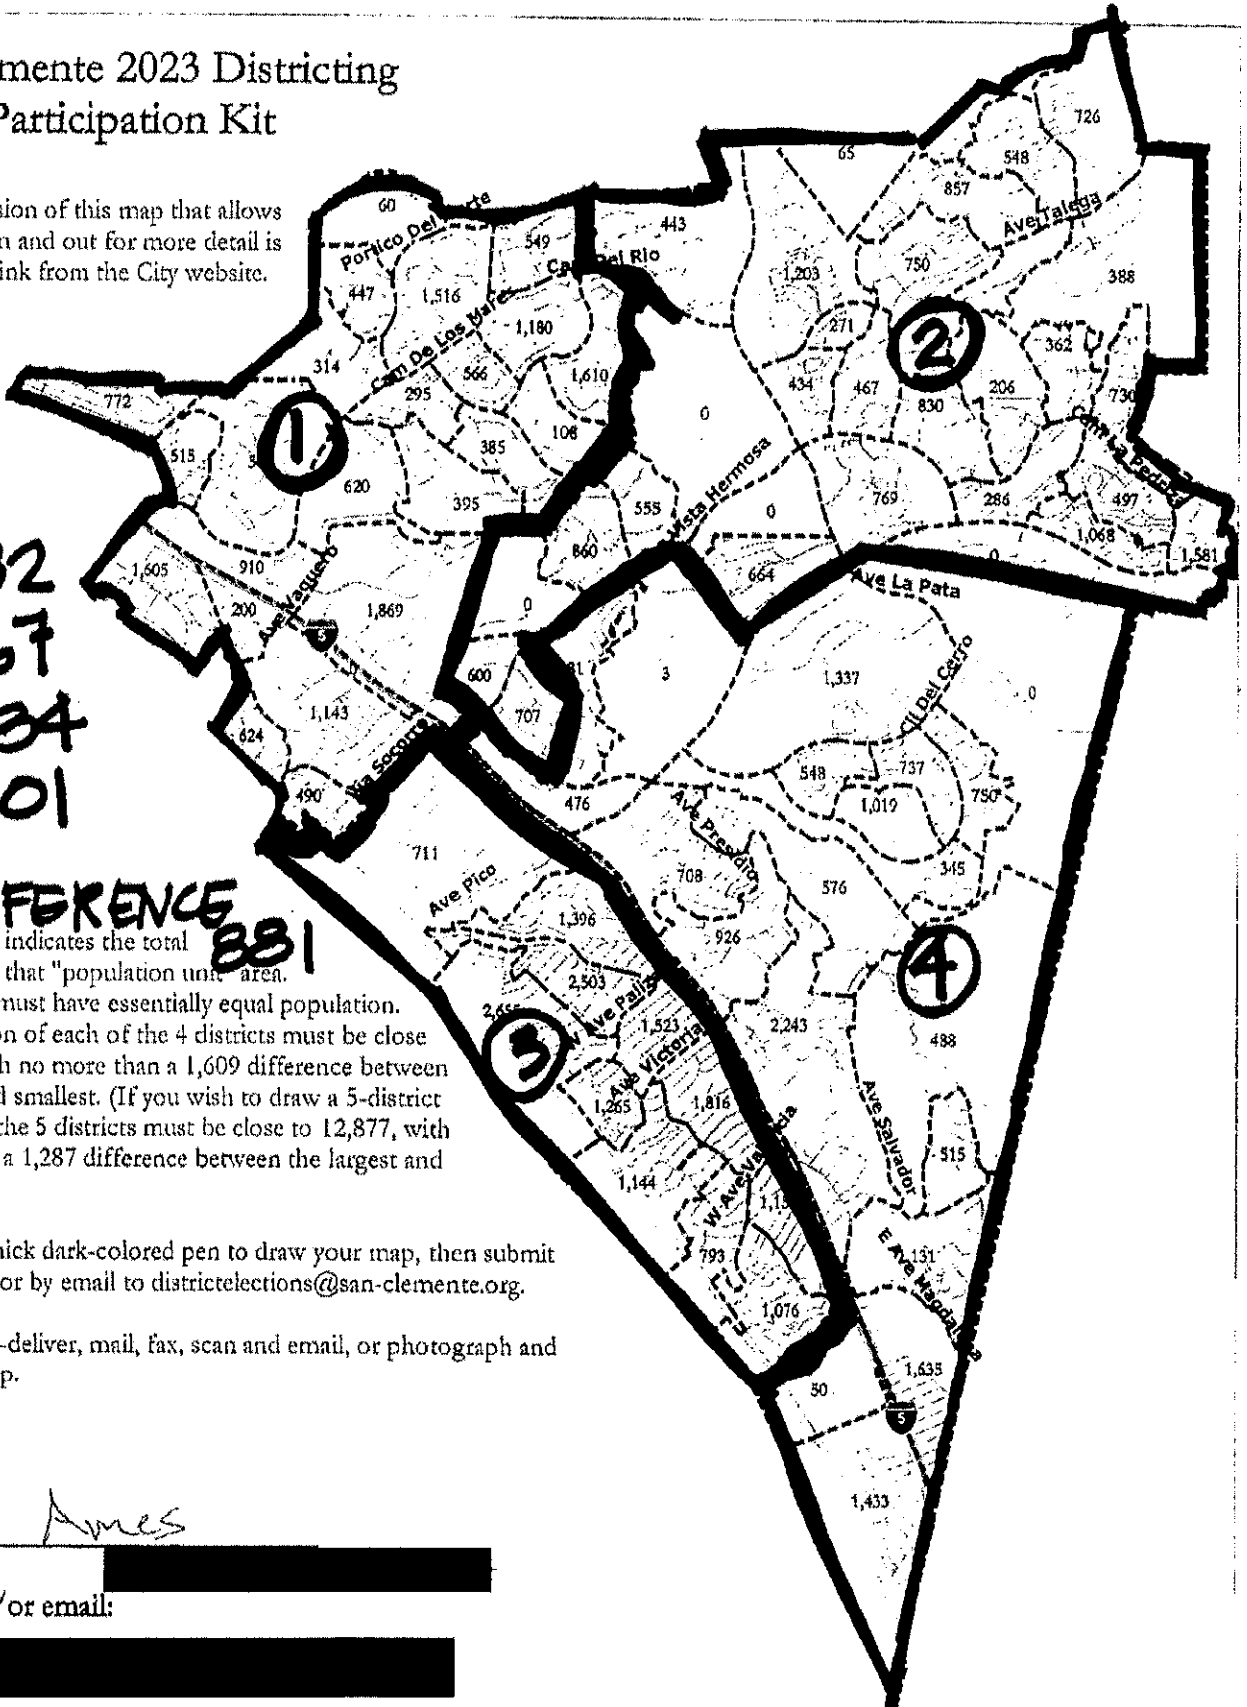 mente 2023 Districting
Participation Kit
sion of this map that allows
n and out for more detail is
ink from the City website.
32
67
34
01
FERENCE
881
indicates the total
that "population unit" area.
must have essentially equal population.
on of each of the 4 districts must be close
h no more than a 1,609 difference between
d smallest. (If you wish to draw a 5-district
the 5 districts must be close to 12,877, with
a 1,287 difference between the largest and
hick dark-colored pen to draw your map, then submit
or by email to districtelections@san-clemente.org.
-deliver, mail, fax, scan and email, or photograph and
p.
Ames
/or email:
726
65
548
857
Ave Talega
60
Portico Del Norte
549
443
Cam Del Rio
1,203
750
388
447
1,516
1,180
271
2
362
314
Cam De Los Mares
566
1,610
295
434
467
830
206
730
772
1
108
0
Cam La Pedriza
515
385
620
395
555
Vista Hermosa
769
286
497
0
1,068
1,581
860
0
664
Ave La Pata
1,605
910
Ave Vaquero
200
1,869
5
0
0
600
3
1,337
Cll Del Cerro
0
707
1,143
624
Via Socorro
490
548
737
1,019
750
476
Ave Presidio
711
345
708
576
Ave Pico
1,396
926
4
2,503
W Ave Palizada
3
1,523
2,243
488
Ave Victoria
1,265
1,816
Ave Salvador
515
1,144
W Ave Valencia
793
E Ave Magdalena
131
1,076
50
1,635
5
1,433